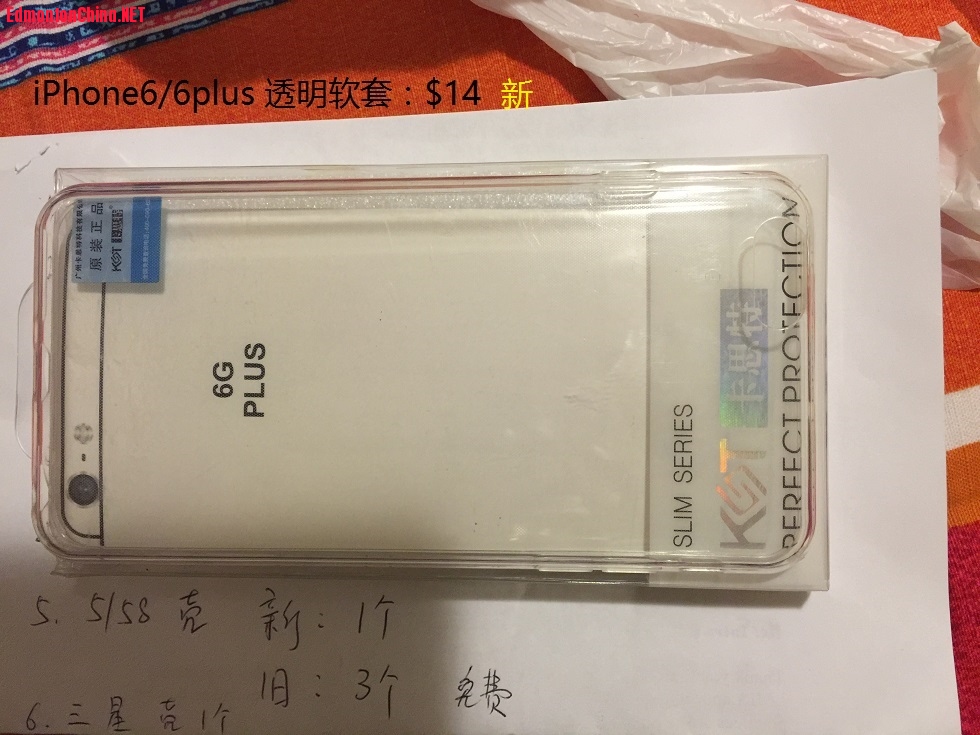 EdmontonChina.NET
iPhone6/6plus 透明软套：$14 新
原装正品
KST
6G
PLUS
SLIM SERIES
KST 卡思特
PERFECT PROTECTION
5. 5/5S 壳 新: 1个
旧: 3个 免费
6. 三星 壳 1个